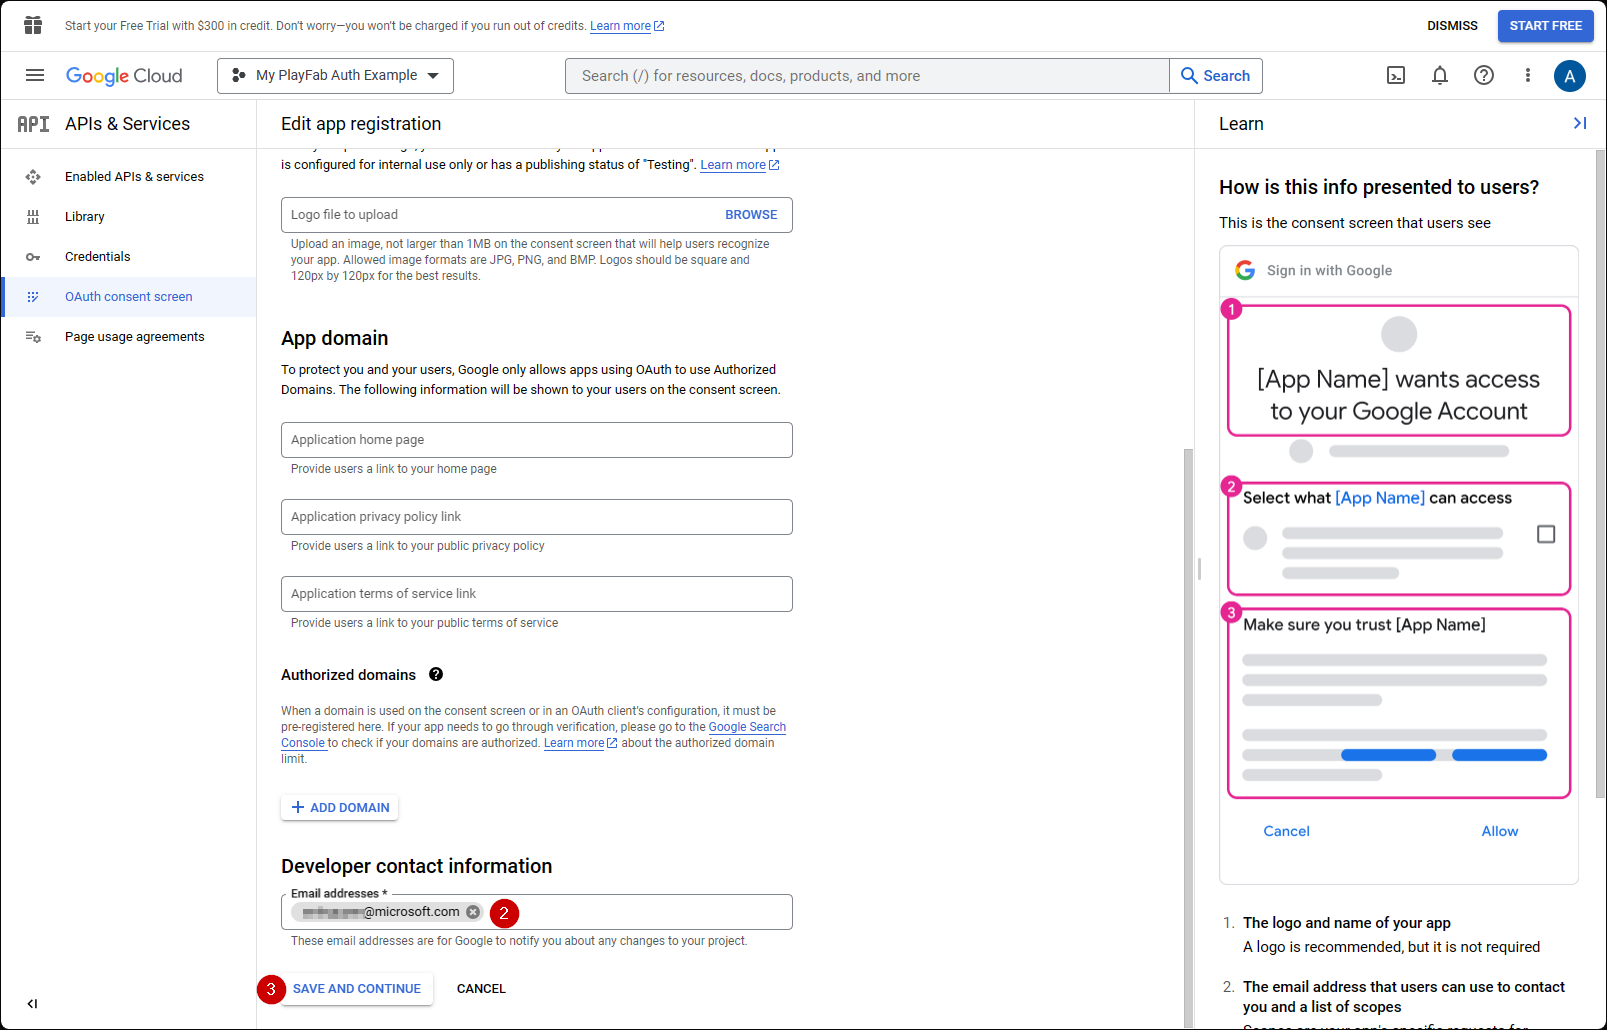 Start your Free Trial with $300 in credit. Don't worry—you won't be charged if you run out of credits. Learn more
DISMISS
START FREE
Google Cloud
My PlayFab Auth Example
Search (/) for resources, docs, products, and more
Search
A
API
APIs & Services
Enabled APIs & services
Library
Credentials
OAuth consent screen
Page usage agreements
Edit app registration
is configured for internal use only or has a publishing status of "Testing". Learn more
Logo file to upload
BROWSE
Upload an image, not larger than 1MB on the consent screen that will help users recognize
your app. Allowed image formats are JPG, PNG, and BMP. Logos should be square and
120px by 120px for the best results.
App domain
To protect you and your users, Google only allows apps using OAuth to use Authorized
Domains. The following information will be shown to your users on the consent screen.
Application home page
Provide users a link to your home page
Application privacy policy link
Provide users a link to your public privacy policy
Application terms of service link
Provide users a link to your public terms of service
Authorized domains
When a domain is used on the consent screen or in an OAuth client's configuration, it must be
pre-registered here. If your app needs to go through verification, please go to the Google Search
Console to check if your domains are authorized. Learn more about the authorized domain
limit.
ADD DOMAIN
Developer contact information
Email addresses *
@microsoft.com
2
These email addresses are for Google to notify you about any changes to your project.
3
SAVE AND CONTINUE
CANCEL
Learn
How is this info presented to users?
This is the consent screen that users see
Sign in with Google
1
[App Name] wants access
to your Google Account
2
Select what [App Name] can access
3
Make sure you trust [App Name]
Cancel
Allow
1. The logo and name of your app
A logo is recommended, but it is not required
2. The email address that users can use to contact
you and a list of scopes